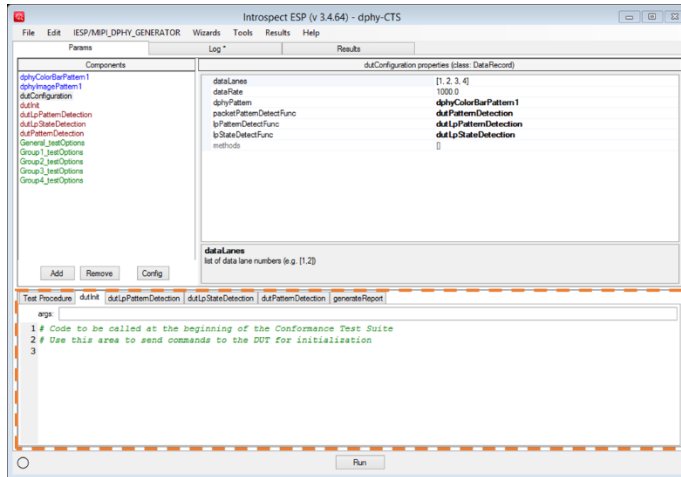 Introspect ESP (v 3.4.64) - dphy-CTS
File Edit IESP/MIPI_DPHY_GENERATOR Wizards Tools Results Help
Params Log * Results
Components
dphyColorBarPattern1
dphyImagePattern1
dutConfiguration
dutInit
dutLpPatternDetection
dutLpStateDetection
dutPatternDetection
General_testOptions
Group1_testOptions
Group2_testOptions
Group3_testOptions
Group4_testOptions
Add Remove Config
dutConfiguration properties (class: DataRecord)
dataLanes [1, 2, 3, 4]
dataRate 1000.0
dphyPattern dphyColorBarPattern1
packetPatternDetectFunc dutPatternDetection
lpPatternDetectFunc dutLpPatternDetection
lpStateDetectFunc dutLpStateDetection
methods []
dataLanes
list of data lane numbers (e.g. [1,2])
Test Procedure dutInit dutLpPatternDetection dutLpStateDetection dutPatternDetection generateReport
args:
1 # Code to be called at the beginning of the Conformance Test Suite
2 # Use this area to send commands to the DUT for initialization
3
Run